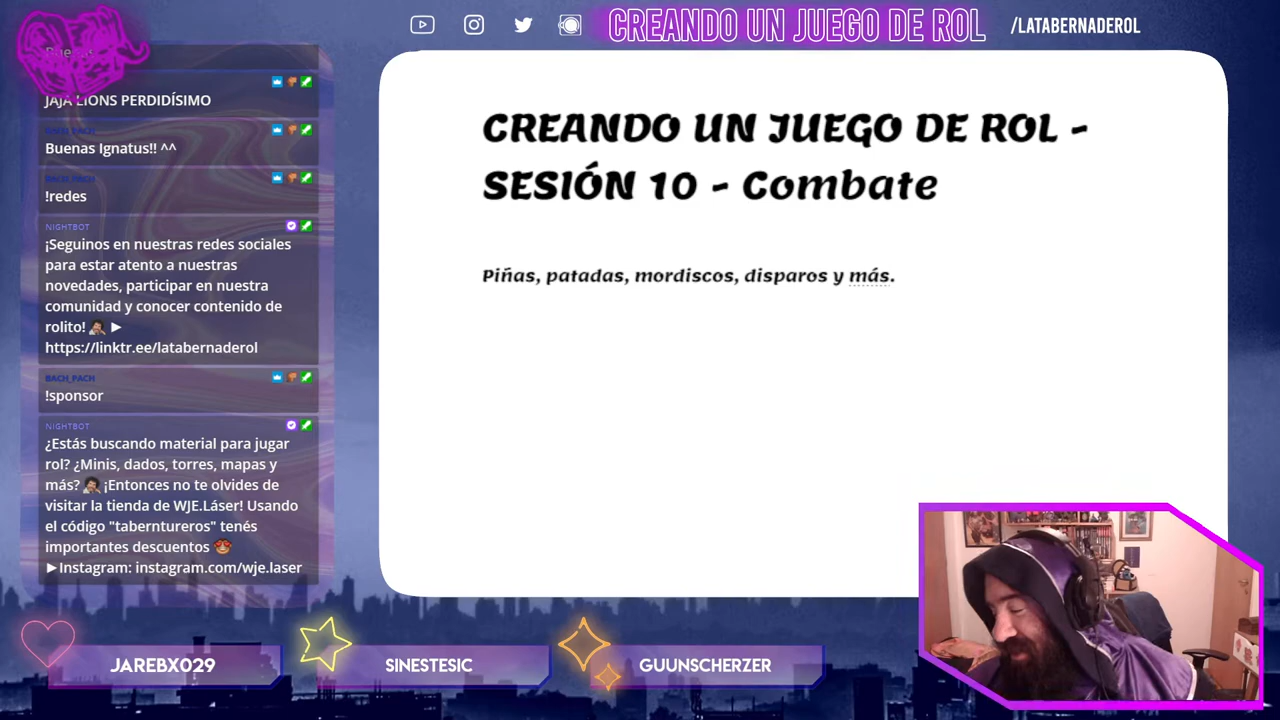 CREANDO UN JUEGO DE ROL
/LATABERNADEROL
JAJA LIONS PERDIDÍSIMO
Buenas Ignatus!! ^^
!redes
NIGHTBOT
¡Seguinos en nuestras redes sociales
para estar atento a nuestras
novedades, participar en nuestra
comunidad y conocer contenido de
rolito! ►
https://linktr.ee/latabernaderol
BACH_PACH
!sponsor
NIGHTBOT
¿Estás buscando material para jugar
rol? ¿Minis, dados, torres, mapas y
más? ¡Entonces no te olvides de
visitar la tienda de WJE.Láser! Usando
el código "taberntureros" tenés
importantes descuentos
►Instagram: instagram.com/wje.laser
CREANDO UN JUEGO DE ROL -
SESIÓN 10 - Combate
Piñas, patadas, mordiscos, disparos y más.
JAREBX029
SINESTESIC
GUUNSCHERZER